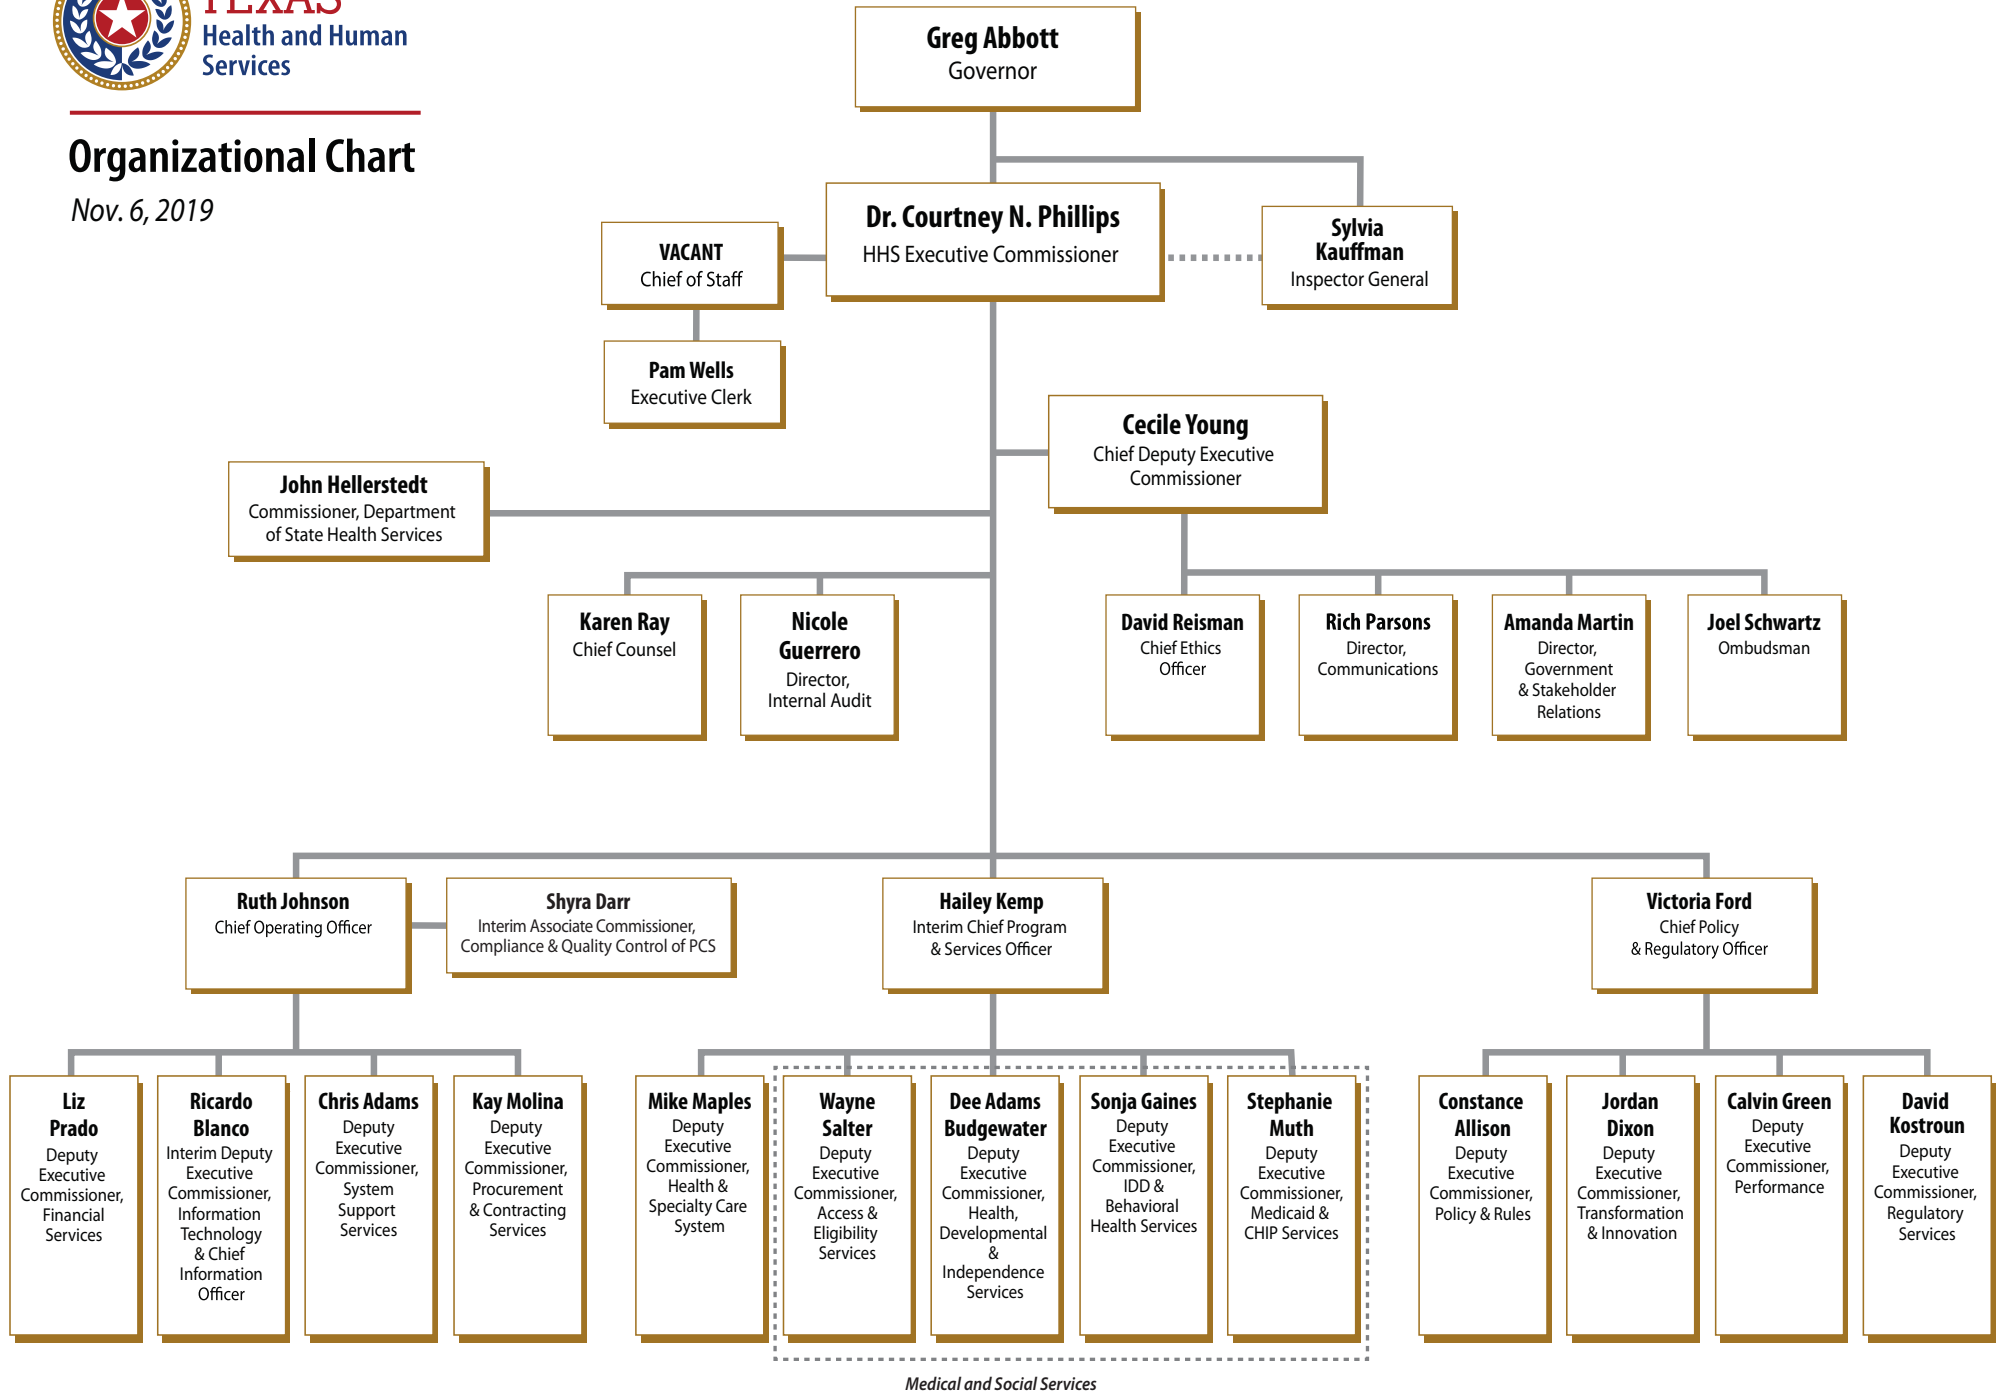 TEXAS
Health and Human
Services
Organizational Chart
Nov. 6, 2019
Greg Abbott
Governor
Dr. Courtney N. Phillips
HHS Executive Commissioner
Sylvia
Kauffman
Inspector General
VACANT
Chief of Staff
Pam Wells
Executive Clerk
Cecile Young
Chief Deputy Executive
Commissioner
John Hellerstedt
Commissioner, Department
of State Health Services
Karen Ray
Chief Counsel
Nicole
Guerrero
Director,
Internal Audit
David Reisman
Chief Ethics
Officer
Rich Parsons
Director,
Communications
Amanda Martin
Director,
Government
& Stakeholder
Relations
Joel Schwartz
Ombudsman
Ruth Johnson
Chief Operating Officer
Shyra Darr
Interim Associate Commissioner,
Compliance & Quality Control of PCS
Hailey Kemp
Interim Chief Program
& Services Officer
Victoria Ford
Chief Policy
& Regulatory Officer
Liz
Prado
Deputy
Executive
Commissioner,
Financial
Services
Ricardo
Blanco
Interim Deputy
Executive
Commissioner,
Information
Technology
& Chief
Information
Officer
Chris Adams
Deputy
Executive
Commissioner,
System
Support
Services
Kay Molina
Deputy
Executive
Commissioner,
Procurement
& Contracting
Services
Mike Maples
Deputy
Executive
Commissioner,
Health &
Specialty Care
System
Wayne
Salter
Deputy
Executive
Commissioner,
Access &
Eligibility
Services
Dee Adams
Budgewater
Deputy
Executive
Commissioner,
Health,
Developmental
&
Independence
Services
Sonja Gaines
Deputy
Executive
Commissioner,
IDD &
Behavioral
Health Services
Stephanie
Muth
Deputy
Executive
Commissioner,
Medicaid &
CHIP Services
Constance
Allison
Deputy
Executive
Commissioner,
Policy & Rules
Jordan
Dixon
Deputy
Executive
Commissioner,
Transformation
& Innovation
Calvin Green
Deputy
Executive
Commissioner,
Performance
David
Kostroun
Deputy
Executive
Commissioner,
Regulatory
Services
Medical and Social Services